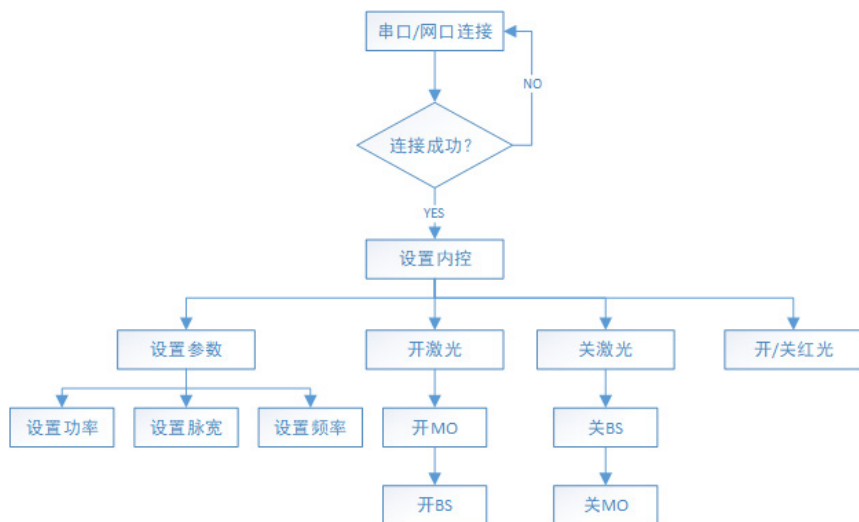 串口/网口连接
NO
连接成功?
YES
设置内控
设置参数
开激光
关激光
开/关红光
设置功率
设置脉宽
设置频率
开MO
关BS
开BS
关MO